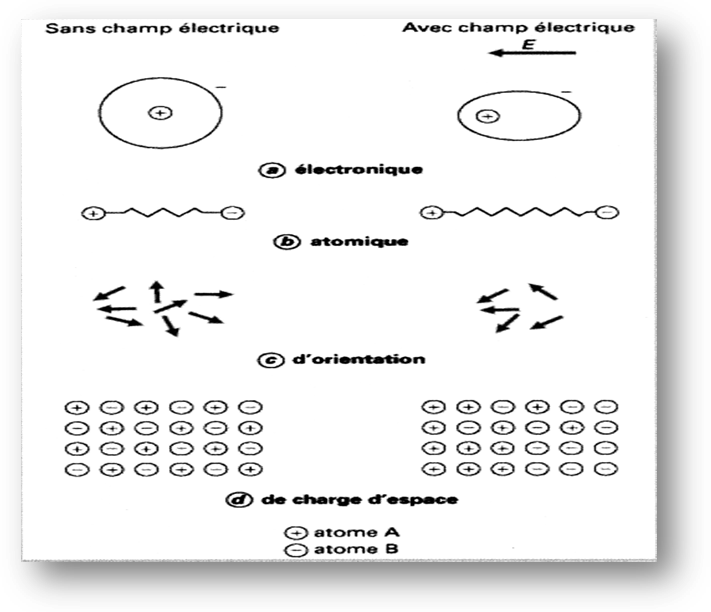 Sans champ électrique
Avec champ électrique
E
−
+
−
+
a électronique
+ −
+ −
b atomique
c d'orientation
+ − + − + −
+ + − + − −
− + − + − +
+ − + − + −
+ − + − + −
+ + + − − −
− + − + − +
+ + + − − −
d de charge d'espace
+ atome A
− atome B